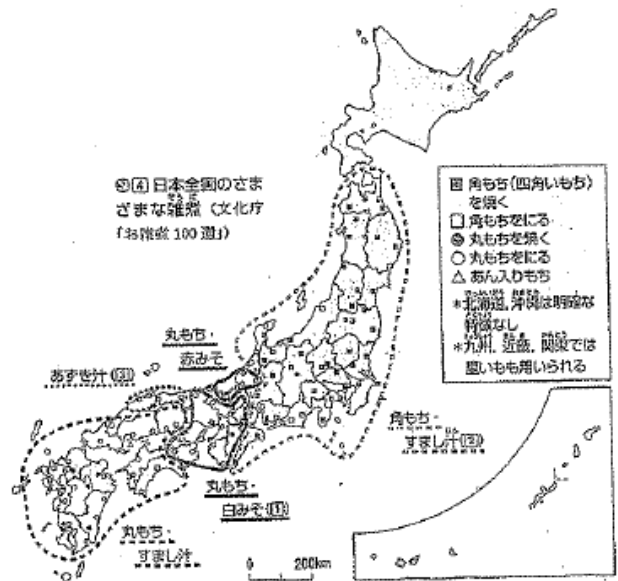 ④日本全国のさま
ざまな雑煮（文化庁
「お雑煮100選」）
角もち（四角いもち）
を焼く
角もちをにる
丸もちを焼く
丸もちをにる
あん入りもち
*北海道、沖縄は明確な
特徴なし
*九州、近畿、関東では
里いもも用いられる
丸もち・
赤みそ
あずき汁(③)
角もち・
すまし汁(②)
丸もち・
白みそ(①)
丸もち・
すまし汁
0 200km